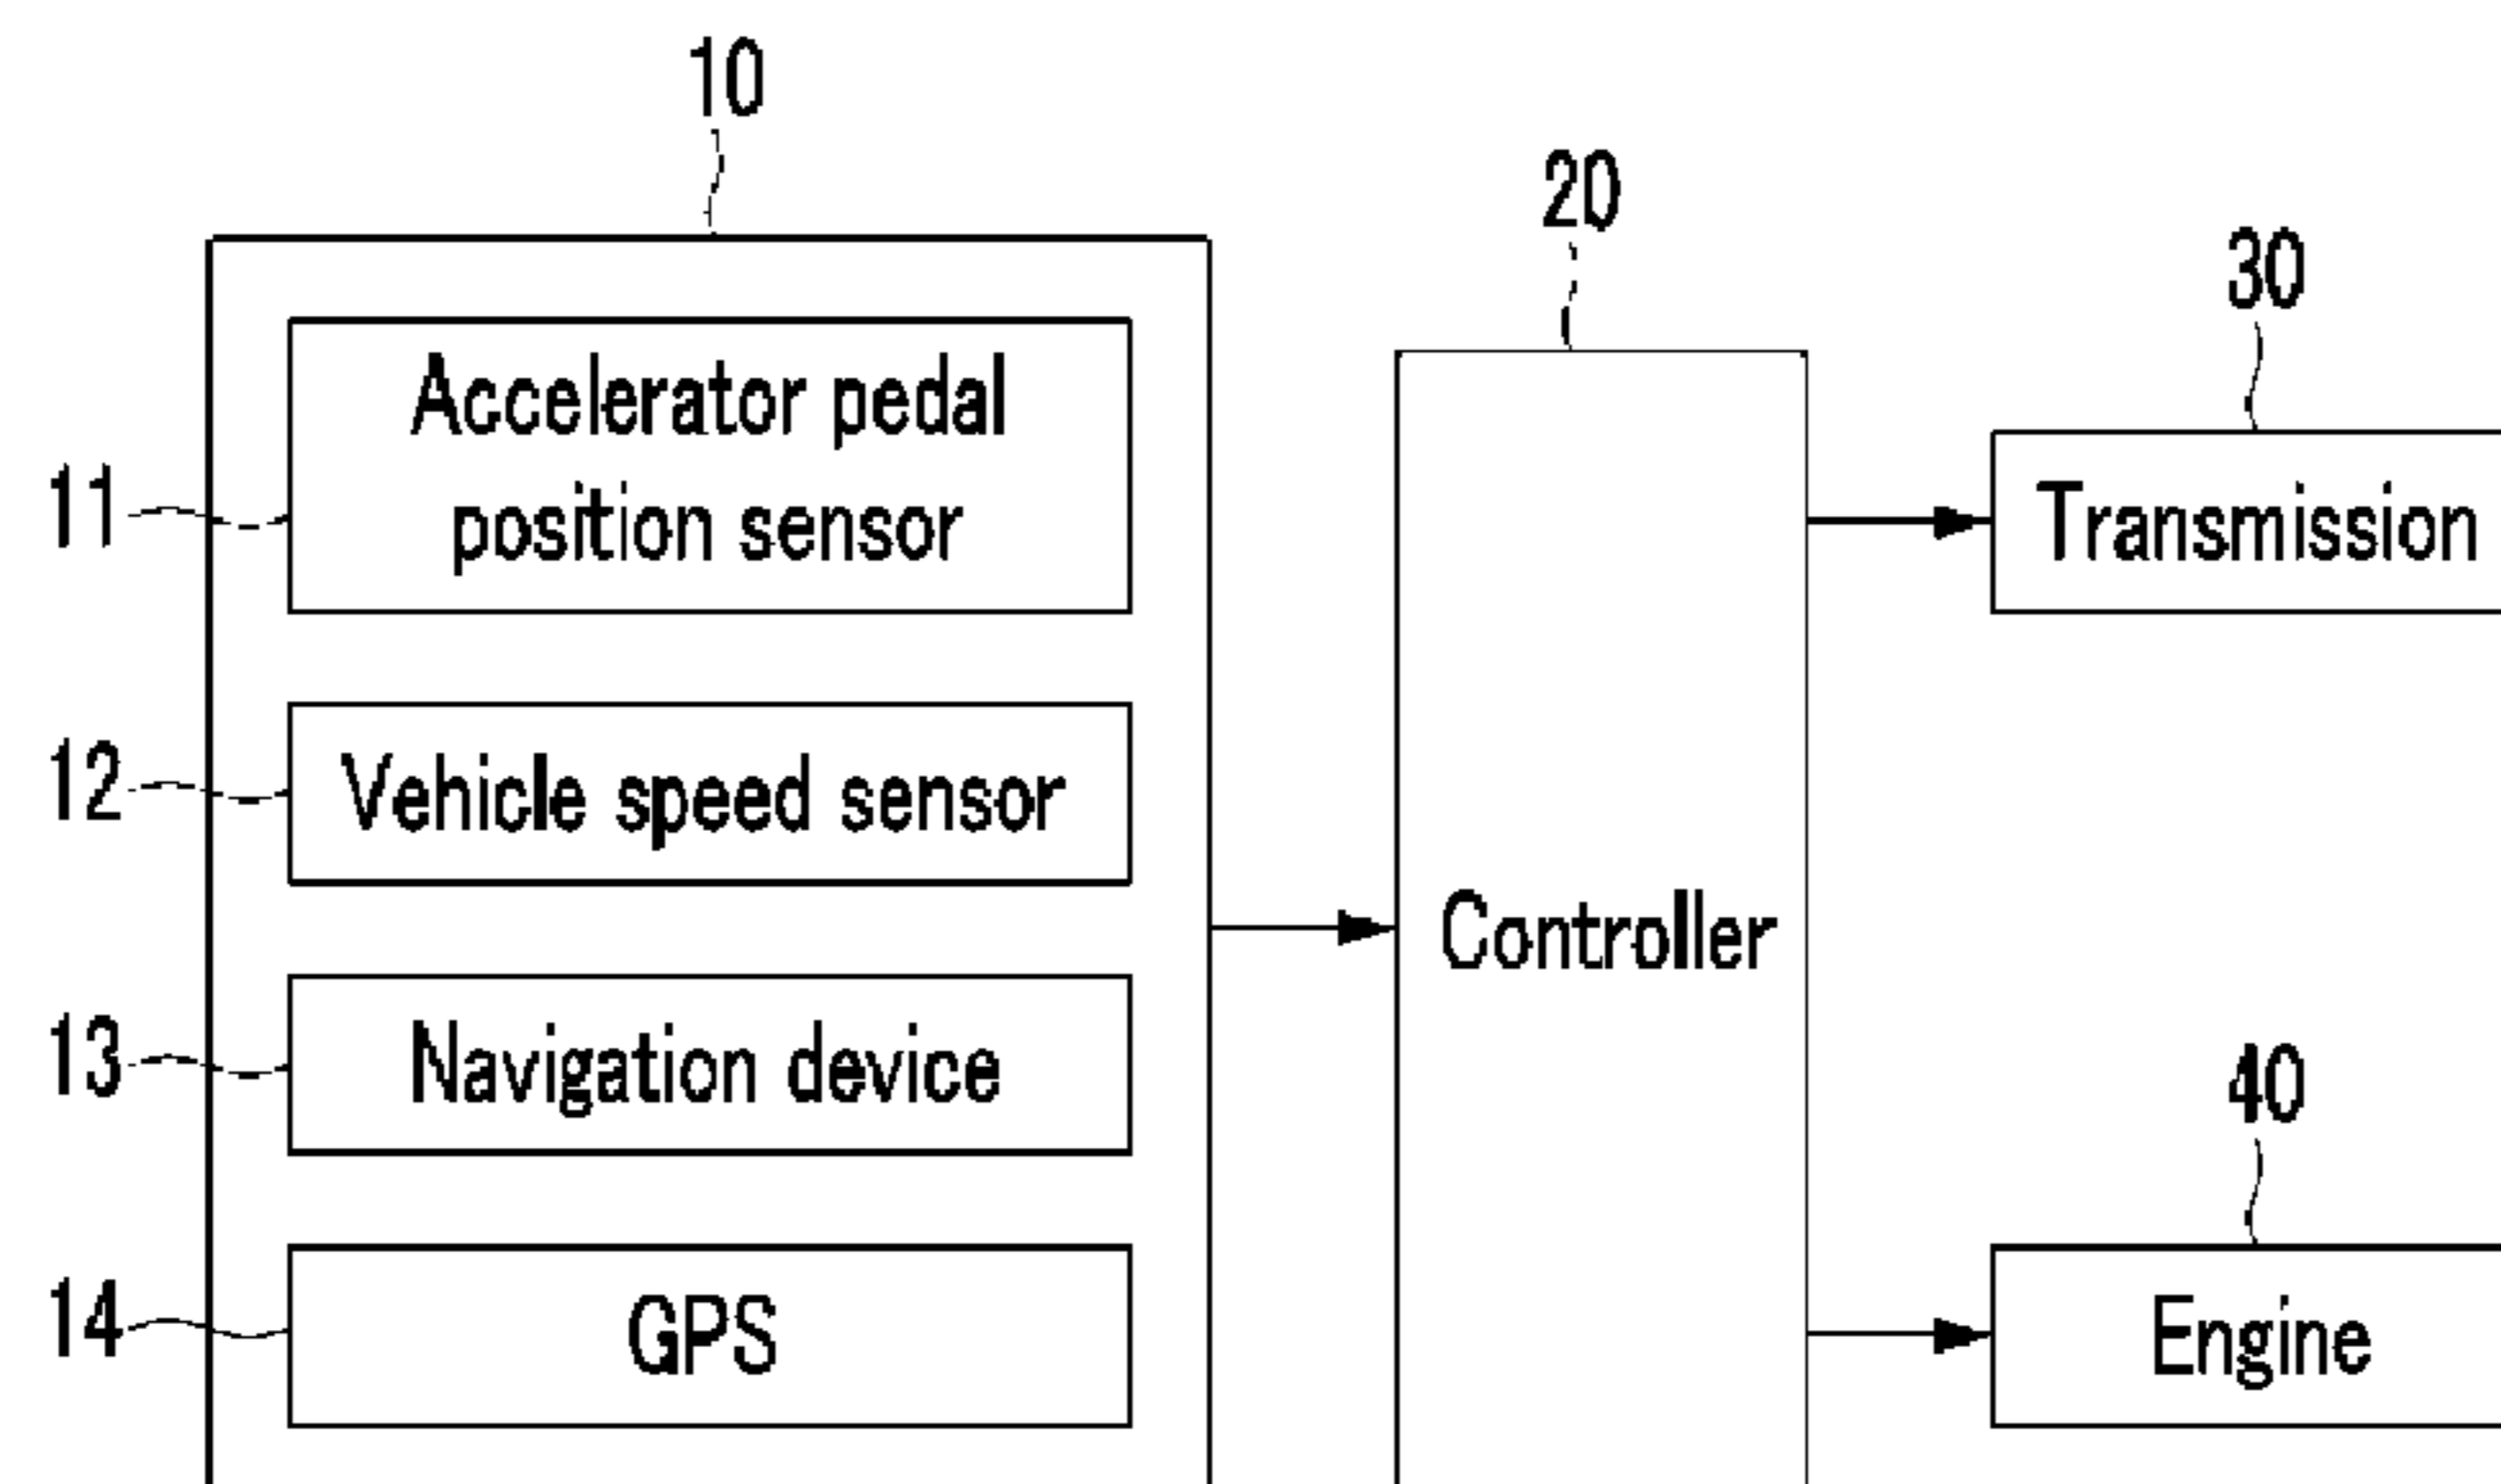 10
20
30
11
Accelerator pedal
position sensor
Transmission
12
Vehicle speed sensor
Controller
13
Navigation device
40
14
GPS
Engine